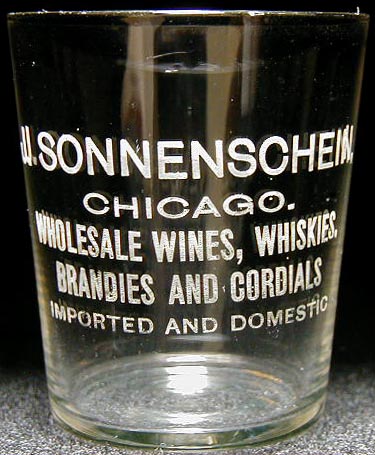 J. SONNENSCHEIN.
CHICAGO.
WHOLESALE WINES, WHISKIES,
BRANDIES AND CORDIALS
IMPORTED AND DOMESTIC